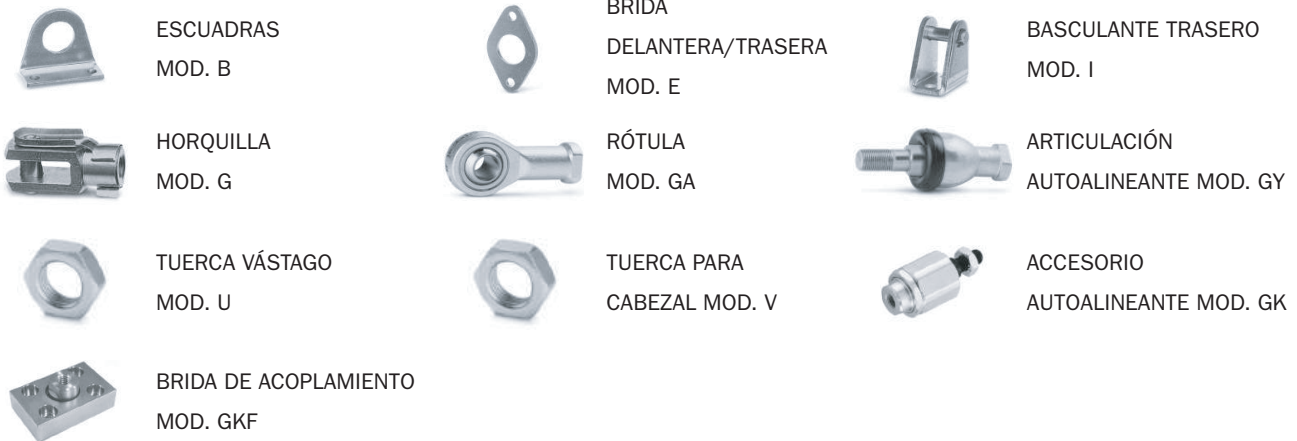 ESCUADRAS
MOD. B
BRIDA
DELANTERA/TRASERA
MOD. E
BASCULANTE TRASERO
MOD. I
HORQUILLA
MOD. G
RÓTULA
MOD. GA
ARTICULACIÓN
AUTOALINEANTE MOD. GY
TUERCA VÁSTAGO
MOD. U
TUERCA PARA
CABEZAL MOD. V
ACCESORIO
AUTOALINEANTE MOD. GK
BRIDA DE ACOPLAMIENTO
MOD. GKF